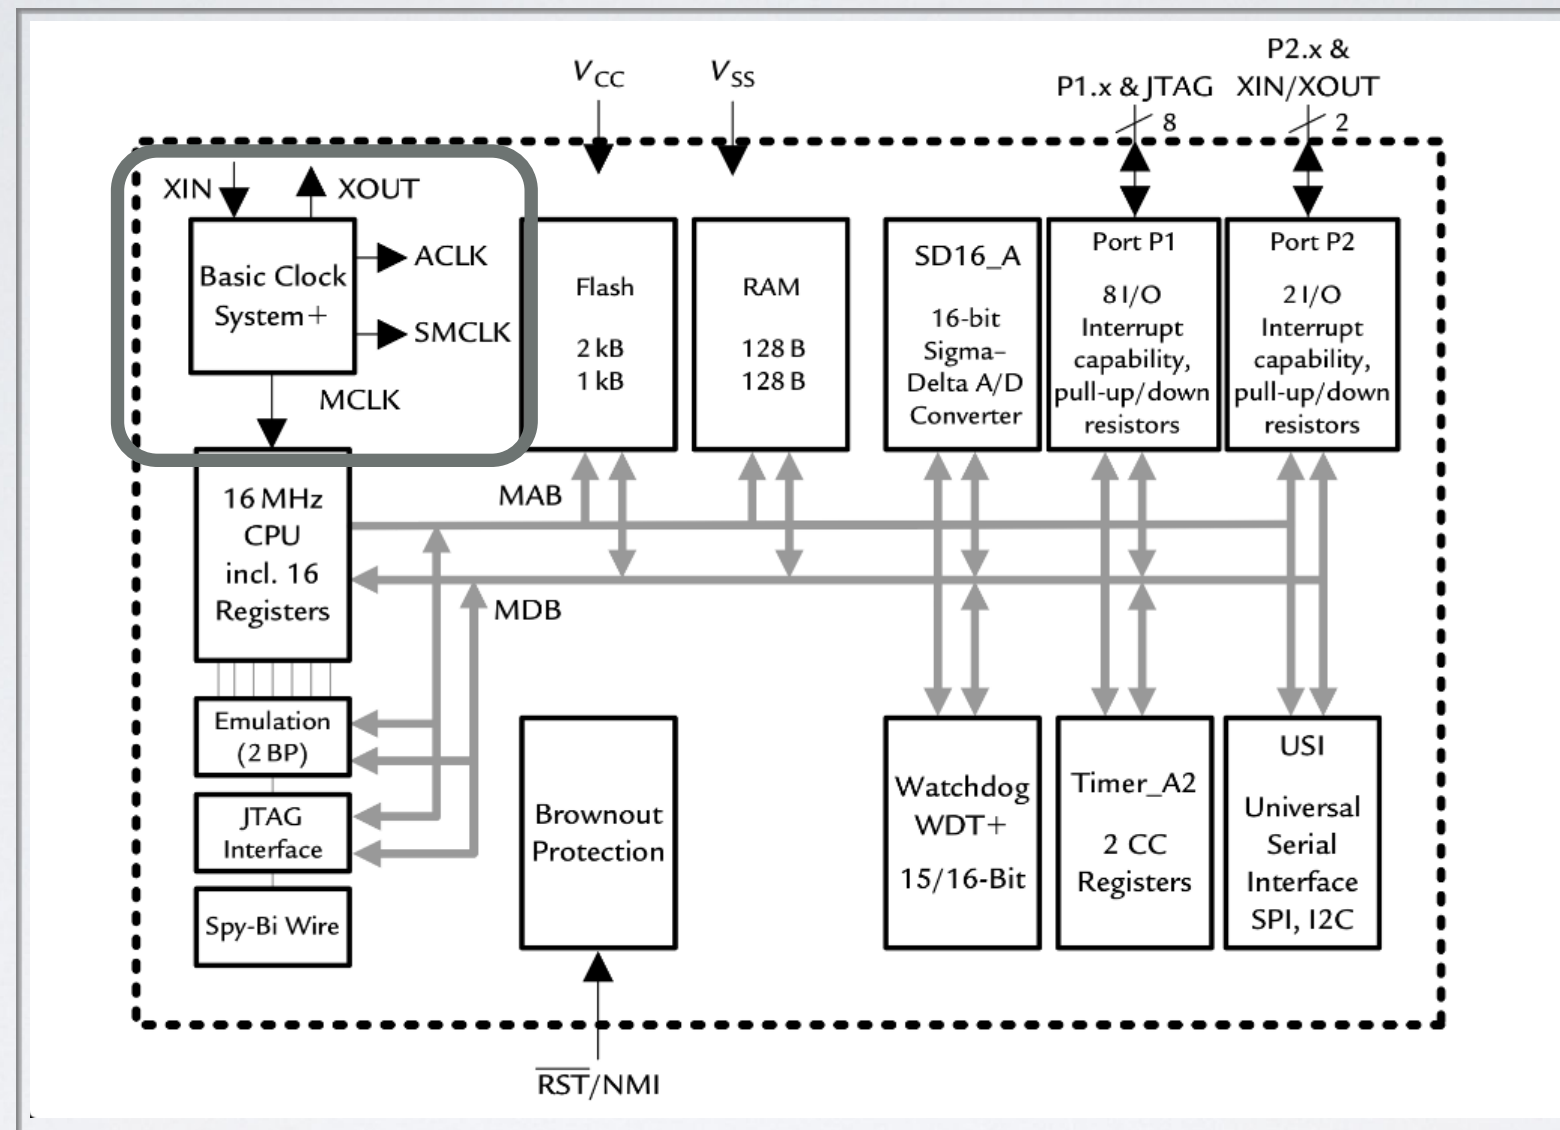 VCC
VSS
P1.x & JTAG
8
P2.x &
XIN/XOUT
2
XIN
XOUT
Basic Clock
System+
ACLK
SMCLK
MCLK
Flash
2 kB
1 kB
RAM
128 B
128 B
SD16_A
16-bit
Sigma–
Delta A/D
Converter
Port P1
8 I/O
Interrupt
capability,
pull-up/down
resistors
Port P2
2 I/O
Interrupt
capability,
pull-up/down
resistors
16 MHz
CPU
incl. 16
Registers
MAB
MDB
Emulation
(2 BP)
JTAG
Interface
Spy-Bi Wire
Brownout
Protection
Watchdog
WDT+
15/16-Bit
Timer_A2
2 CC
Registers
USI
Universal
Serial
Interface
SPI, I2C
R̅S̅T̅/NMI